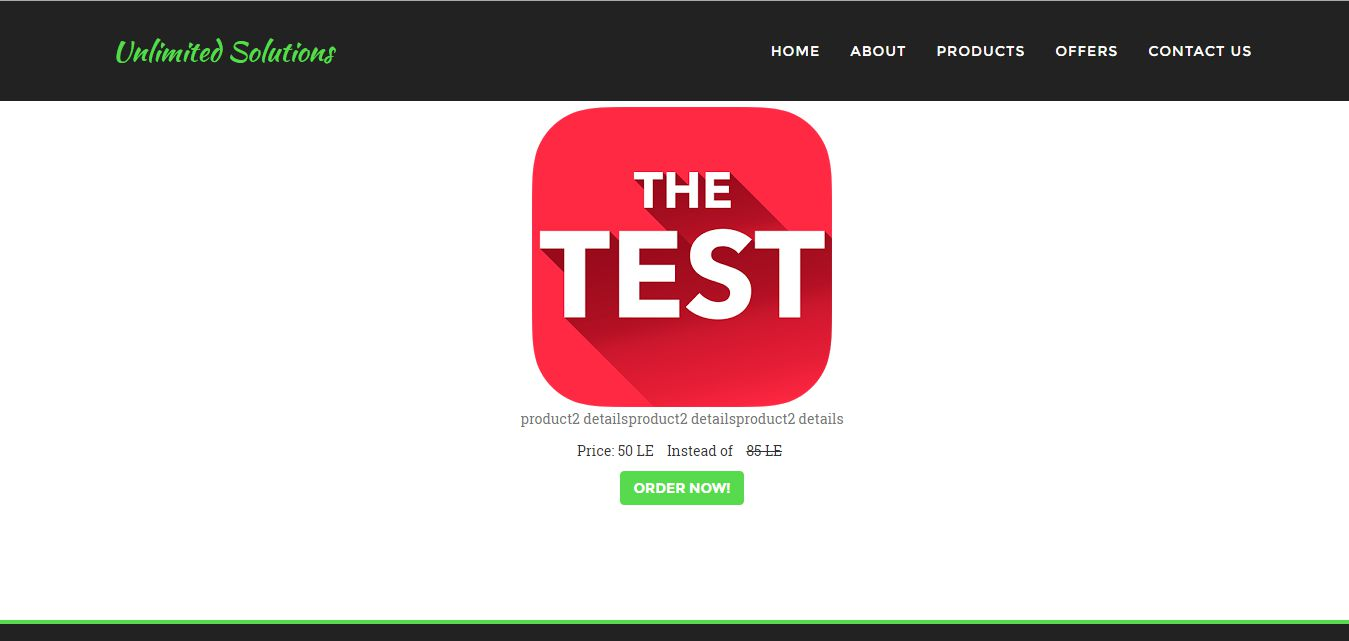 Unlimited Solutions
HOME ABOUT PRODUCTS OFFERS CONTACT US
THE
TEST
product2 detailsproduct2 detailsproduct2 details
Price: 50 LE Instead of 85 LE
ORDER NOW!